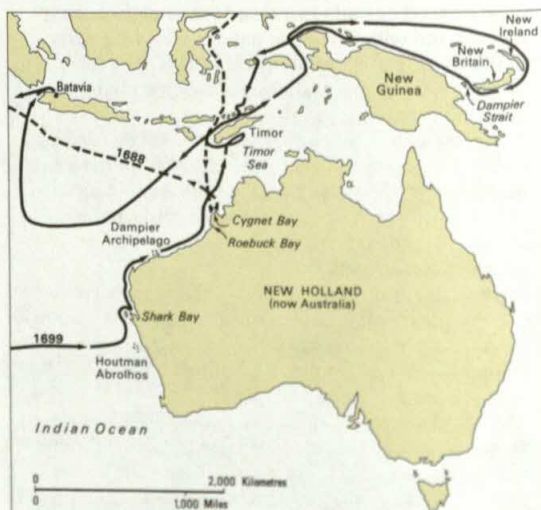 New
Ireland
New
Britain
Batavia
New
Guinea
Dampier
Strait
Timor
Timor
Sea
1688
Cygnet Bay
Dampier
Archipelago
Roebuck Bay
NEW HOLLAND
(now Australia)
Shark Bay
1699
Houtman
Abrolhos
Indian Ocean
0 2,000 Kilometres
0 1,000 Miles